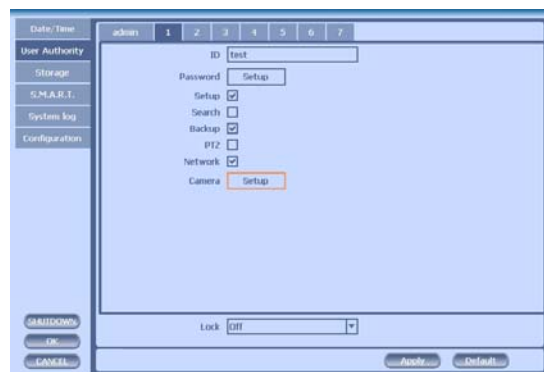 Date/Time
User Authority
Storage
S.M.A.R.T.
System log
Configuration
SHUTDOWN
OK
CANCEL
admin 1 2 3 4 5 6 7
ID test
Password Setup
Setup
Search
Backup
PTZ
Network
Camera Setup
Lock Off
Apply Default